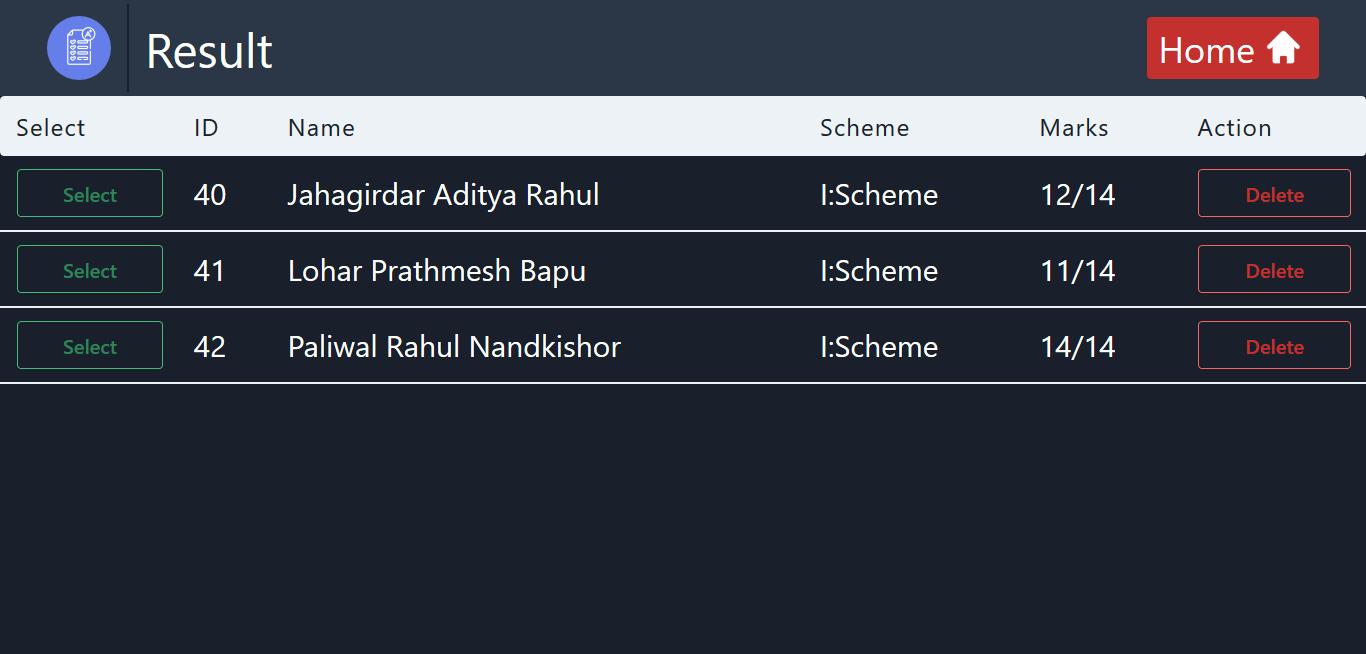 Result
Home
Select ID Name Scheme Marks Action
Select 40 Jahagirdar Aditya Rahul I:Scheme 12/14 Delete
Select 41 Lohar Prathmesh Bapu I:Scheme 11/14 Delete
Select 42 Paliwal Rahul Nandkishor I:Scheme 14/14 Delete